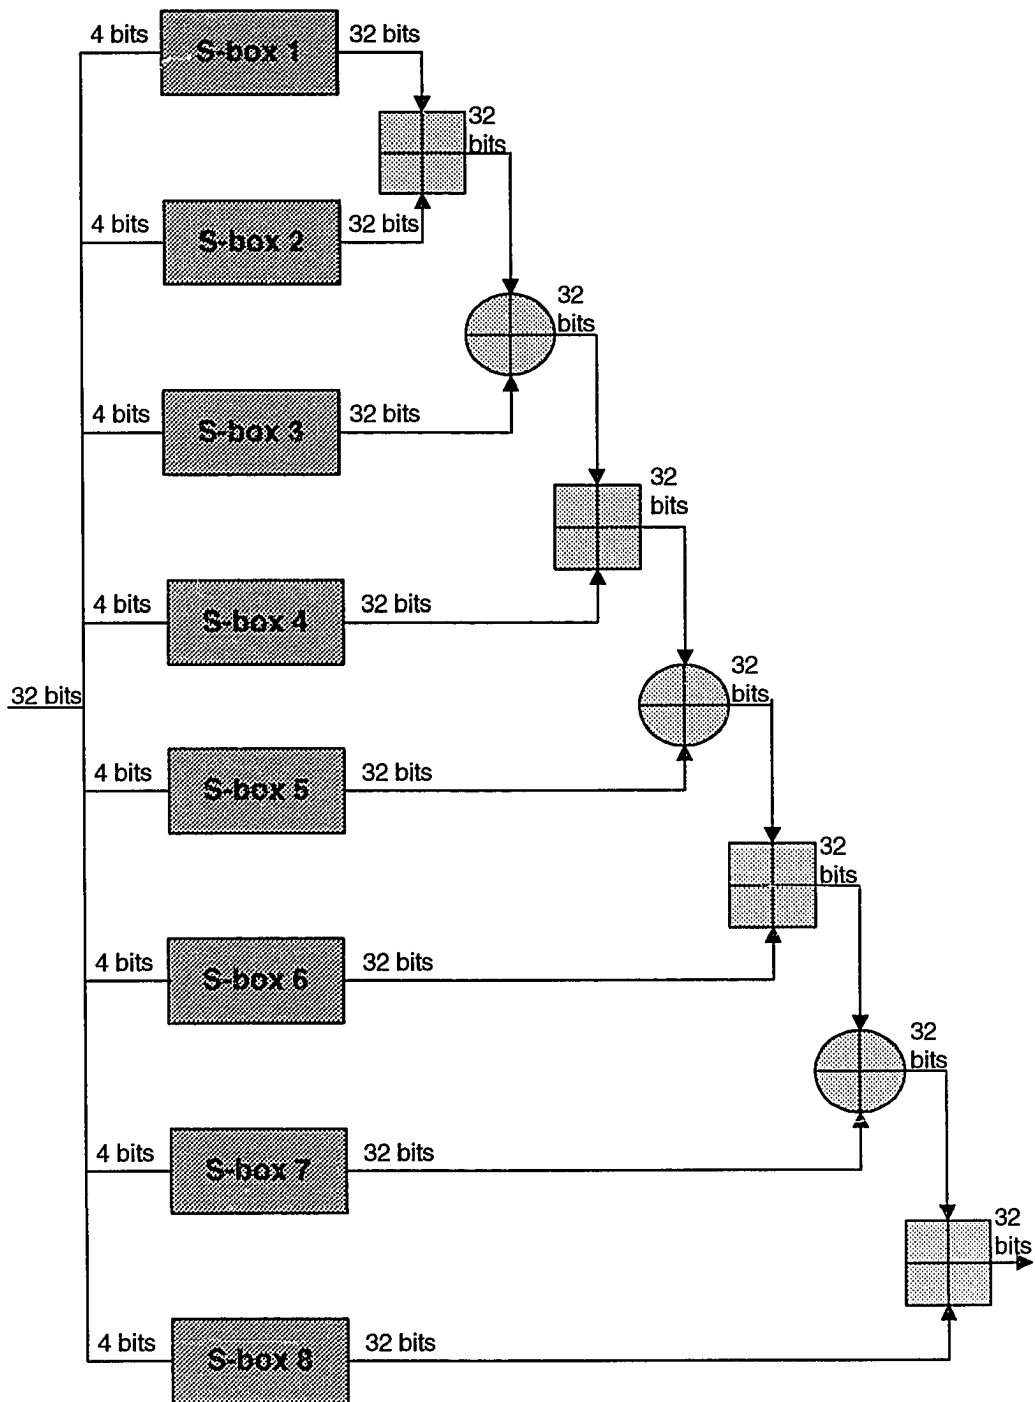 4 bits
S-box 1
32 bits
32
bits
4 bits
S-box 2
32 bits
32
bits
4 bits
S-box 3
32 bits
32
bits
4 bits
S-box 4
32 bits
32 bits
32
bits
4 bits
S-box 5
32 bits
32
bits
4 bits
S-box 6
32 bits
32
bits
4 bits
S-box 7
32 bits
32
bits
4 bits
S-box 8
32 bits